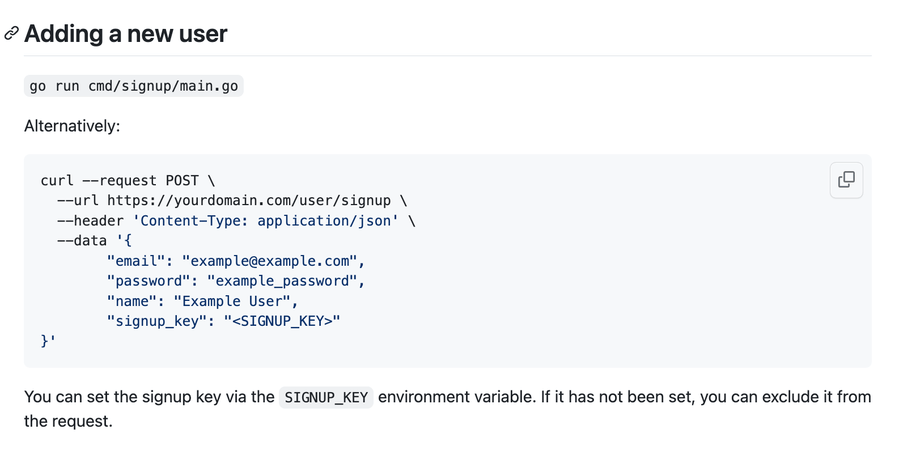 Adding a new user
go run cmd/signup/main.go
Alternatively:
curl --request POST \
  --url https://yourdomain.com/user/signup \
  --header 'Content-Type: application/json' \
  --data '{
        "email": "example@example.com",
        "password": "example_password",
        "name": "Example User",
        "signup_key": "<SIGNUP_KEY>"
}'
You can set the signup key via the SIGNUP_KEY environment variable. If it has not been set, you can exclude it from
the request.